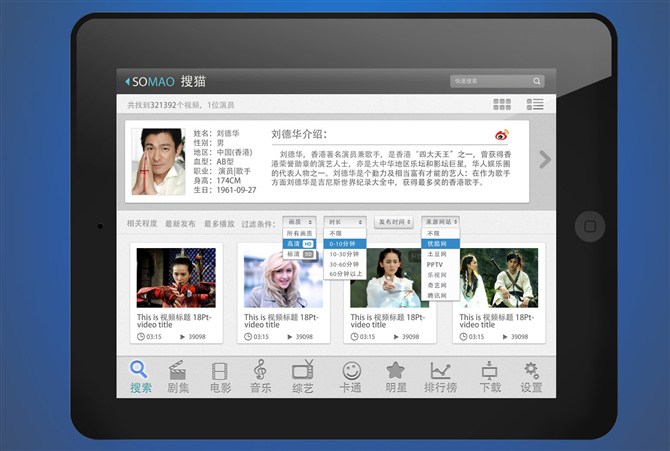 SOMAO 搜猫
快速搜索
共找到321392个视频，1位演员
姓名：刘德华
性别：男
地区：中国(香港)
血型：AB型
职业：演员|歌手
身高：174CM
生日：1961-09-27
刘德华介绍：
刘德华，香港著名演员兼歌手，是香港“四大天王”之一，曾获得香
港荣誉勋章的演艺人士，亦是大中华地区乐坛和影坛巨星，华人娱乐圈
的代表人物之一。刘德华是个勤力及相当富有才能的艺人：在作为歌手
方面刘德华是吉尼斯世界纪录大全中，获得最多奖的香港歌手。
相关程度 最新发布 最多播放 过滤条件：
画质
所有画质
高清 HD
标清 SD
时长
不限
0-10分钟
10-30分钟
30-60分钟
60分钟以上
发布时间
来源网站
不限
优酷网
土豆网
PPTV
乐视网
奇艺网
腾讯网
This is 视频标题 18Pt-
video title
03:15 39098
This is 视频标题 18Pt-
video title
03:15 39098
This is 视频标题 18Pt-
video title
03:15 39098
This is 视频标题 18Pt-
video title
03:15 39098
搜索 剧集 电影 音乐 综艺 卡通 明星 排行榜 下载 设置